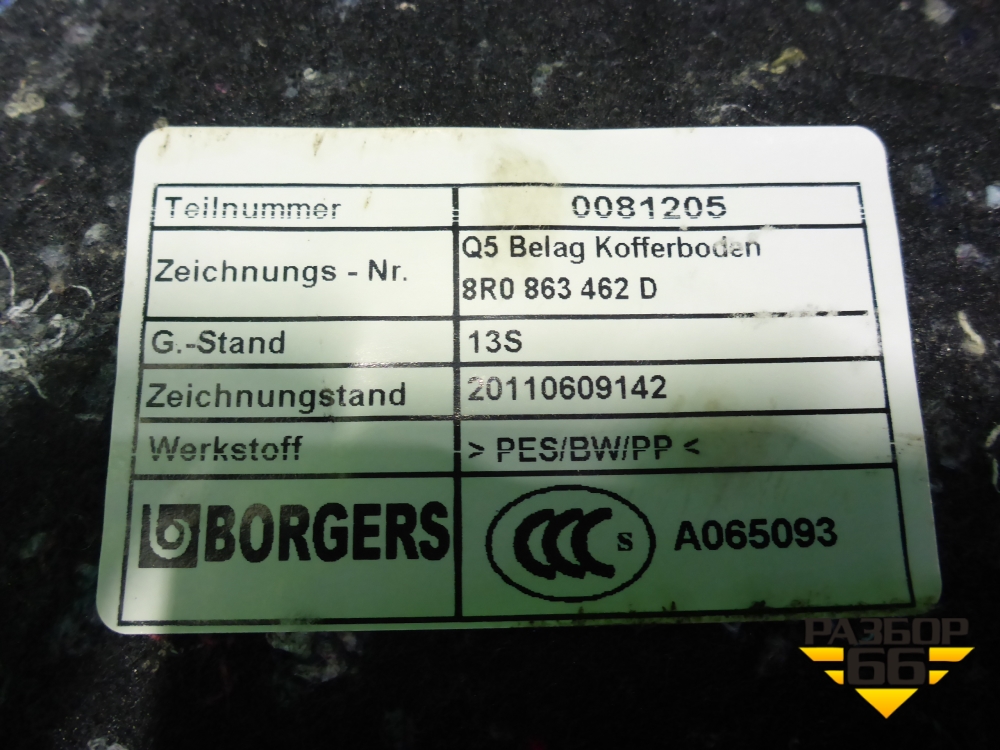 Teilnummer 0081205
Zeichnungs - Nr. Q5 Belag Kofferboden
8R0 863 462 D
G.-Stand 13S
Zeichnungstand 20110609142
Werkstoff > PES/BW/PP <
BORGERS CCC S A065093
РАЗБОР
66